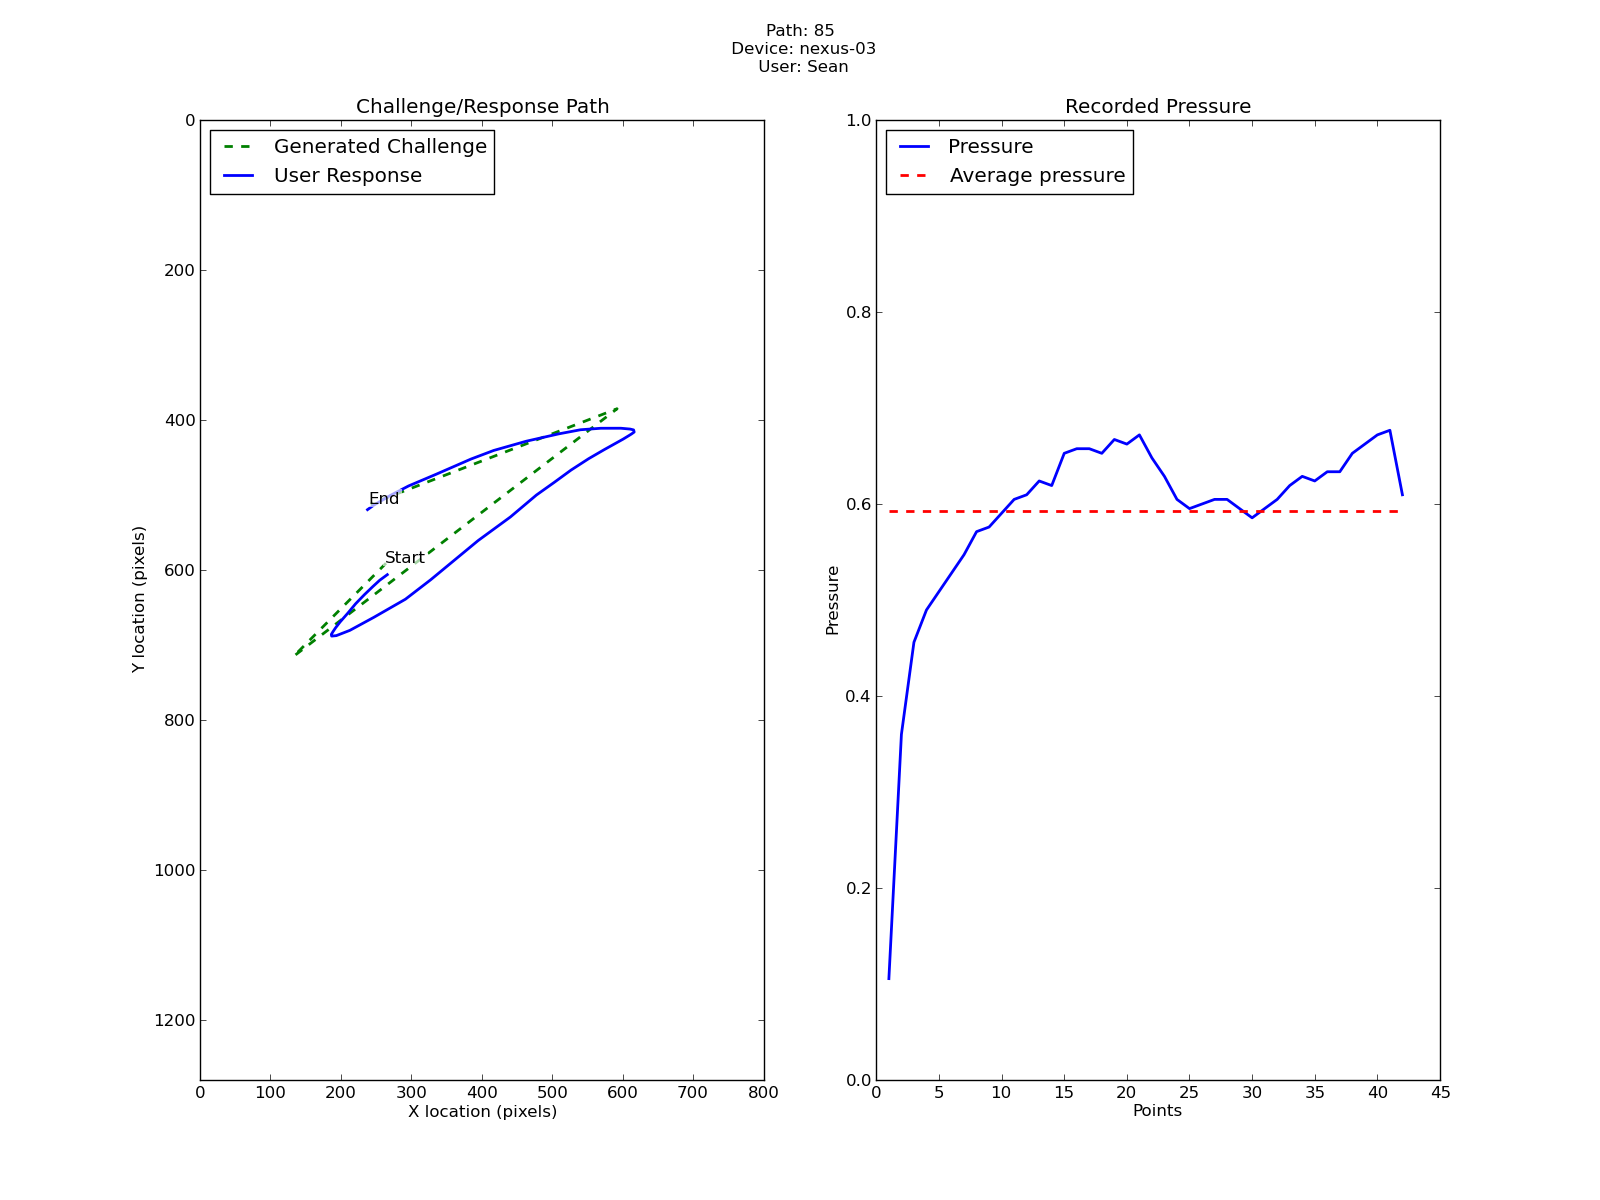 Path: 85
Device: nexus-03
User: Sean
Challenge/Response Path
Generated Challenge
User Response
0
200
400
600
800
1000
1200
Y location (pixels)
End
Start
0 100 200 300 400 500 600 700 800
X location (pixels)
Recorded Pressure
Pressure
Average pressure
1.0
0.8
0.6
0.4
0.2
0.0
Pressure
0 5 10 15 20 25 30 35 40 45
Points